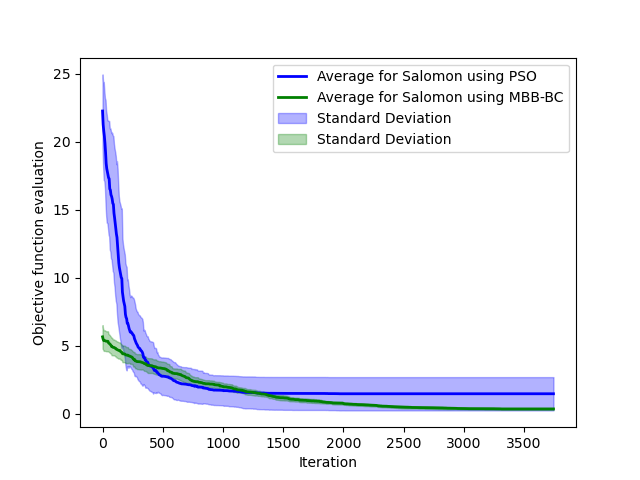 Average for Salomon using PSO
Average for Salomon using MBB-BC
Standard Deviation
Standard Deviation
25
20
15
10
5
0
Objective function evaluation
0 500 1000 1500 2000 2500 3000 3500
Iteration